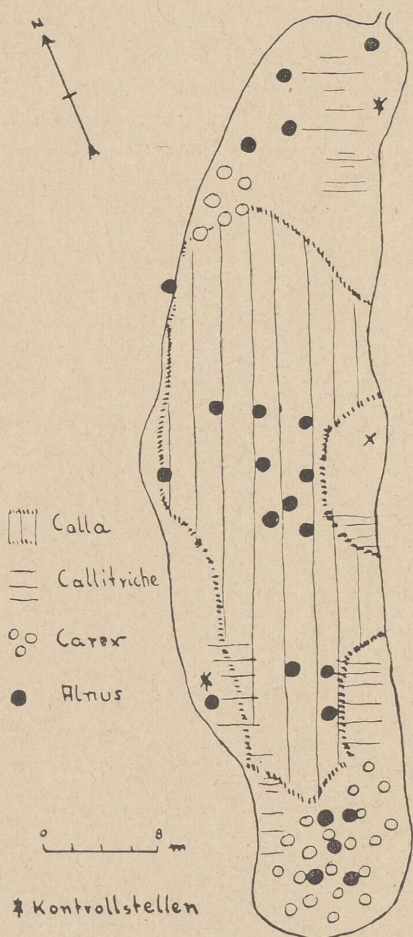 N
Calla
Callitriche
Carex
Alnus
0 8 m
Kontrollstellen